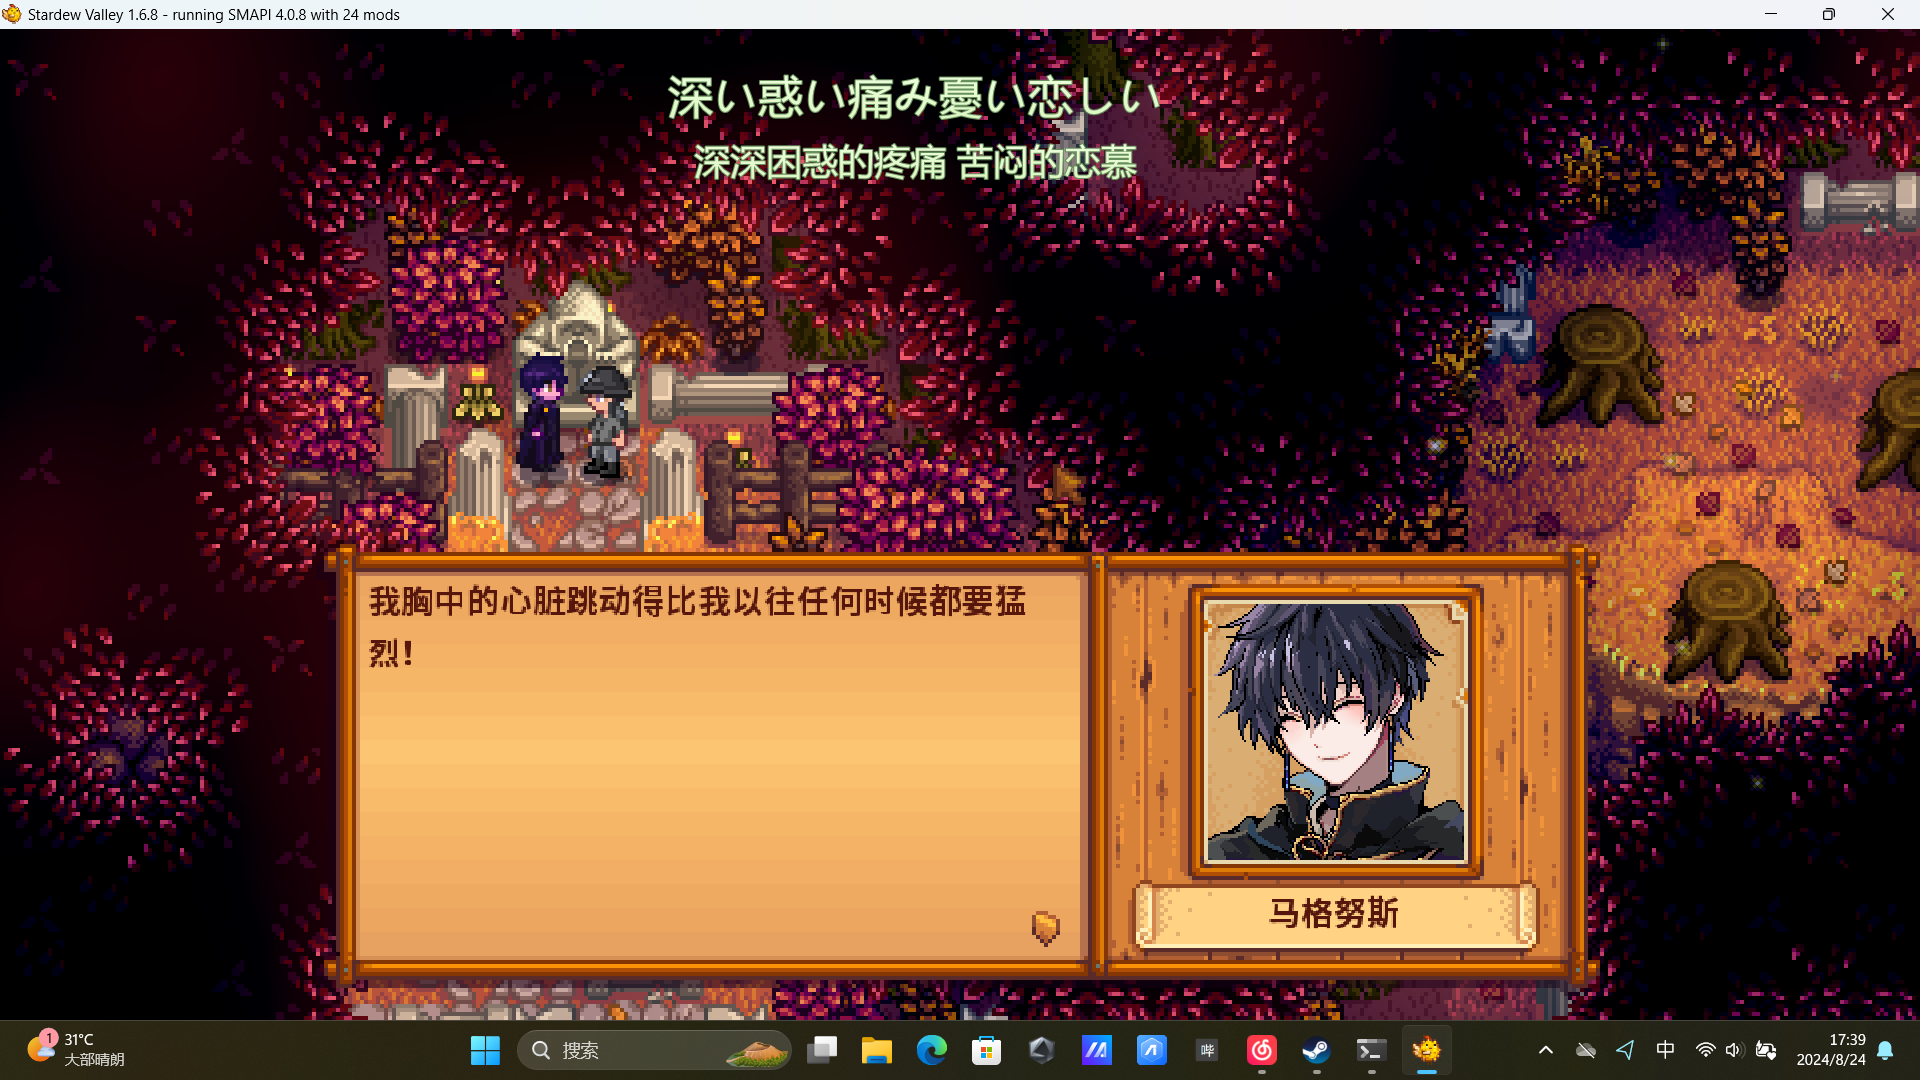 Stardew Valley 1.6.8 - running SMAPI 4.0.8 with 24 mods
深い惑い痛み憂い恋しい
深深困惑的疼痛 苦闷的恋慕
我胸中的心脏跳动得比我以往任何时候都要猛
烈！
马格努斯
1
31°C
大部晴朗
搜索
哔
中
17:39
2024/8/24